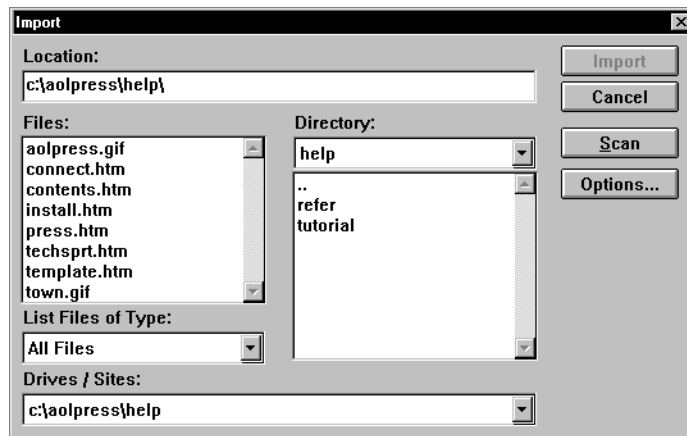 Import
Location:
c:\aolpress\help\
Import
Cancel
Files:
aolpress.gif
connect.htm
contents.htm
install.htm
press.htm
techsprt.htm
template.htm
town.gif
Directory:
help
..
refer
tutorial
Scan
Options...
List Files of Type:
All Files
Drives / Sites:
c:\aolpress\help